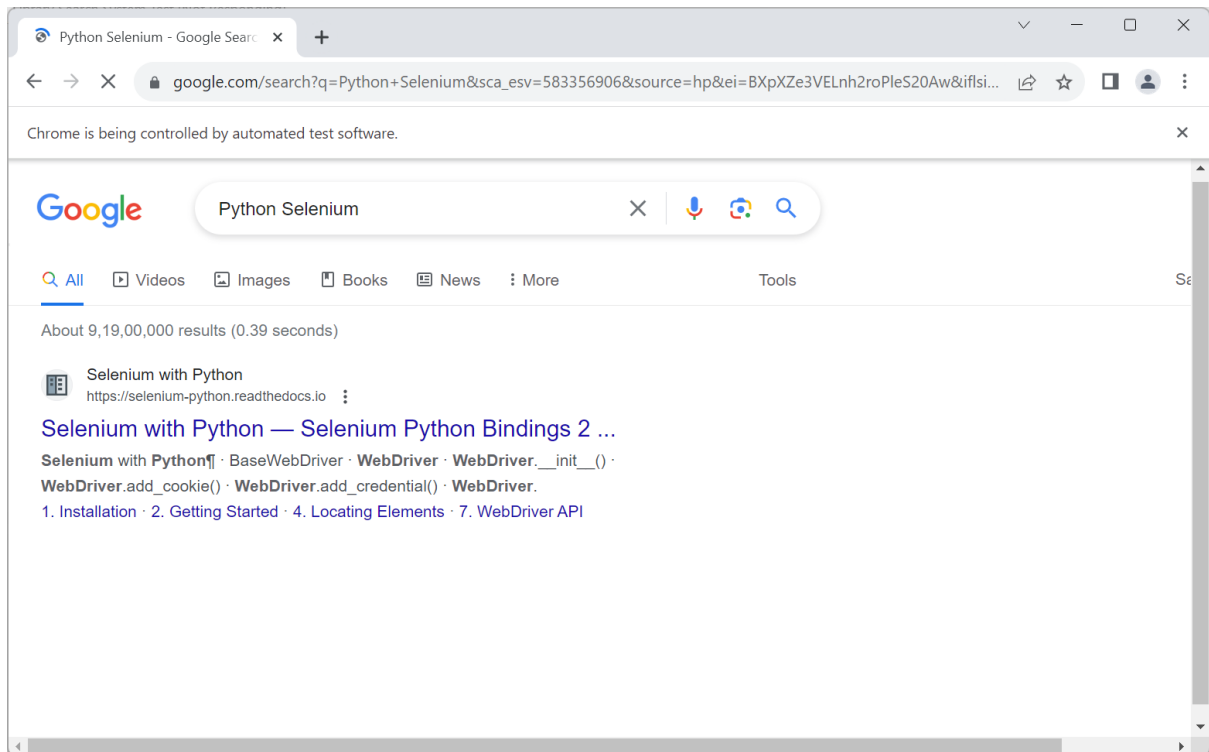 Python Selenium - Google Searc
google.com/search?q=Python+Selenium&sca_esv=583356906&source=hp&ei=BXpXZe3VELnh2roPleS20Aw&iflsi...
Chrome is being controlled by automated test software.
Google
Python Selenium
All Videos Images Books News More Tools Sa
About 9,19,00,000 results (0.39 seconds)
Selenium with Python
https://selenium-python.readthedocs.io
Selenium with Python — Selenium Python Bindings 2 ...
Selenium with Python¶ · BaseWebDriver · WebDriver · WebDriver.__init__() ·
WebDriver.add_cookie() · WebDriver.add_credential() · WebDriver.
1. Installation · 2. Getting Started · 4. Locating Elements · 7. WebDriver API